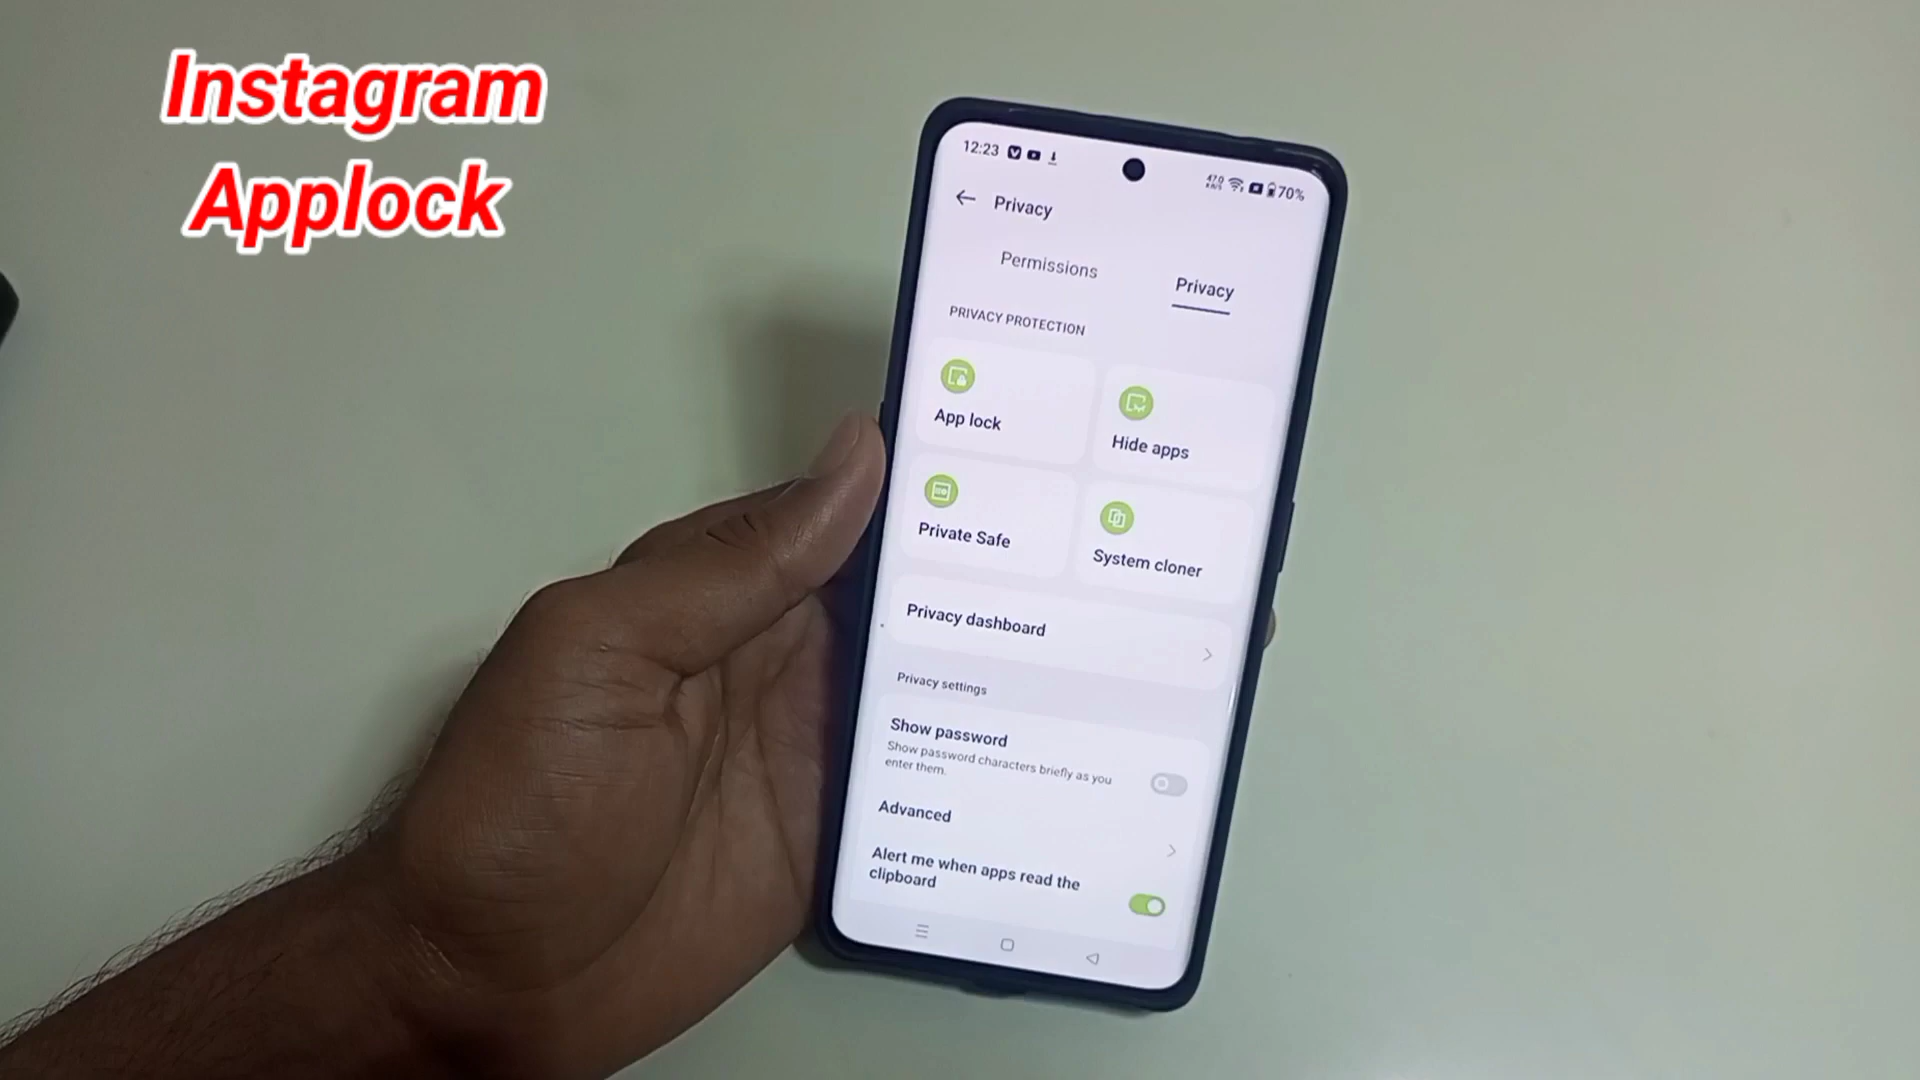 Instagram
Applock
12:23
70%
Privacy
Permissions
Privacy
PRIVACY PROTECTION
App lock
Hide apps
Private Safe
System cloner
Privacy dashboard
Privacy settings
Show password
Show password characters briefly as you
enter them.
Advanced
Alert me when apps read the
clipboard